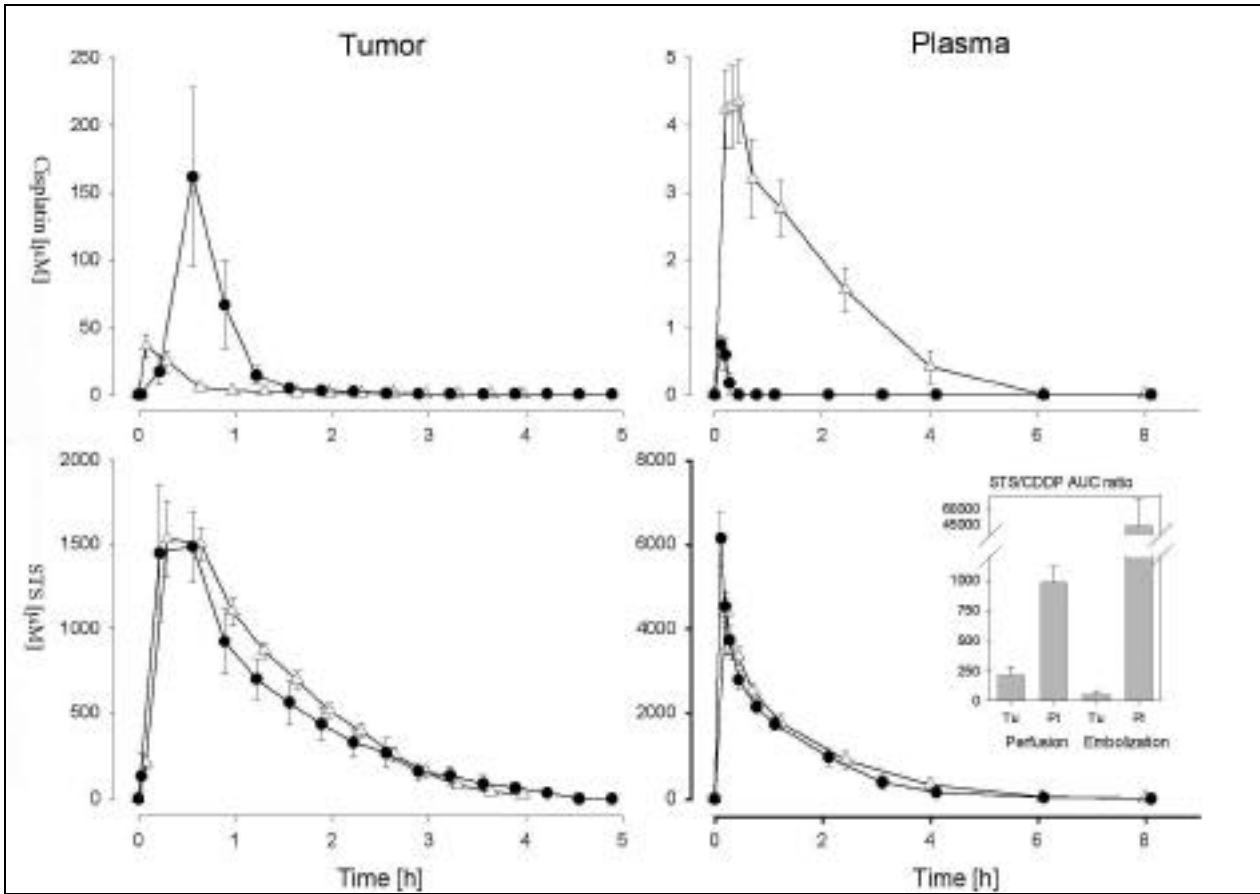 Tumor
Plasma
250
200
150
100
50
0
Cisplatin [µM]
0 1 2 3 4 5
5
4
3
2
1
0
0 2 4 6 8
2000
1500
1000
500
0
STS [µM]
0 1 2 3 4 5
Time [h]
8000
6000
4000
2000
0
0 2 4 6 8
Time [h]
STS/CDDP AUC ratio
60000
45000
1000
750
500
250
0
Tu Pl Tu Pl
Perfusion Embolization